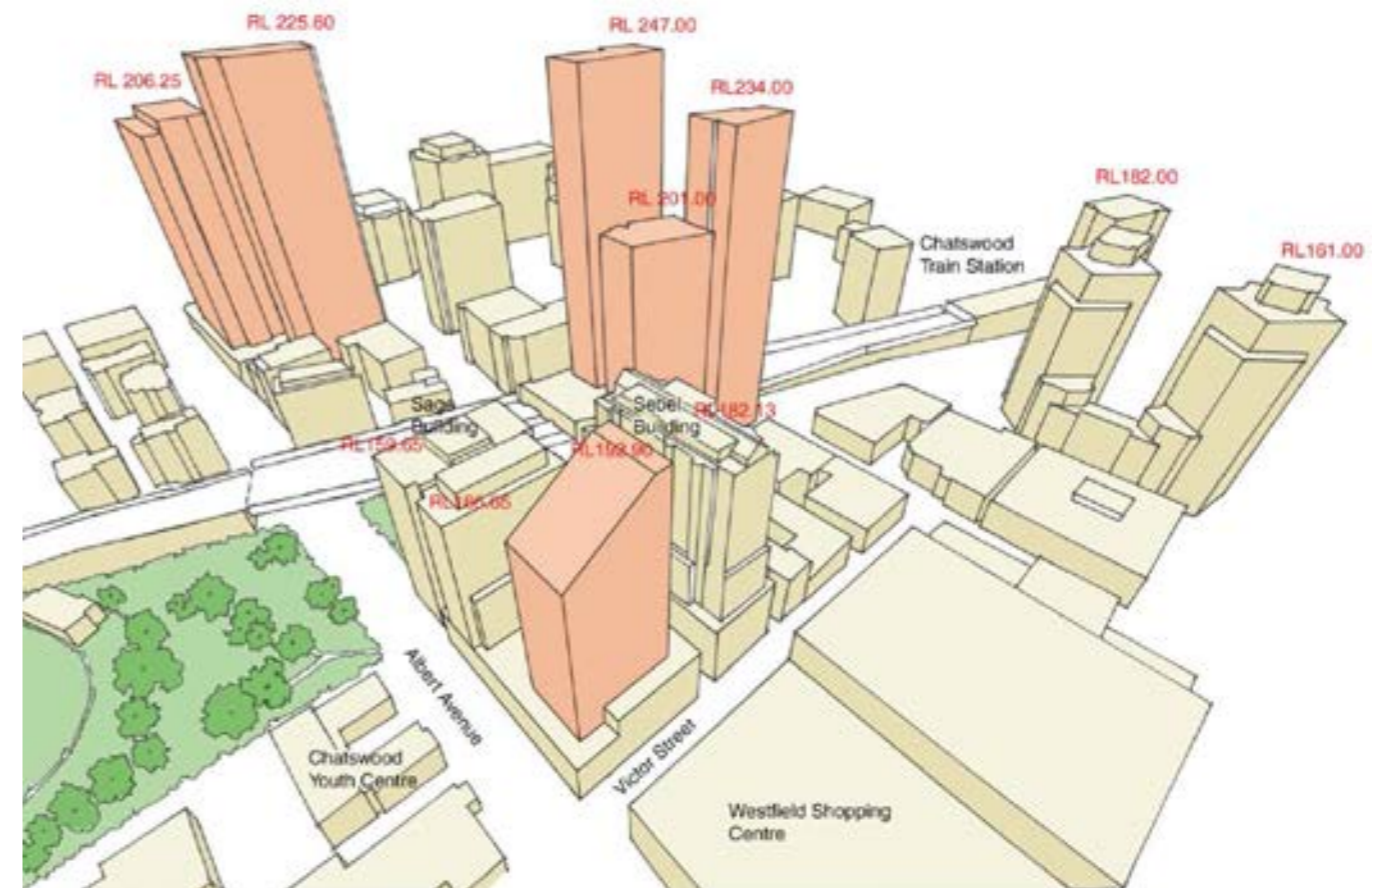 RL 225.60
RL 247.00
RL 206.25
RL234.00
RL182.00
RL 201.00
Chatswood
Train Station
RL161.00
Sage
Building
Sebel
Building
RL182.13
RL159.65
RL192.90
Albert Avenue
Victor Street
Chatswood
Youth Centre
Westfield Shopping
Centre